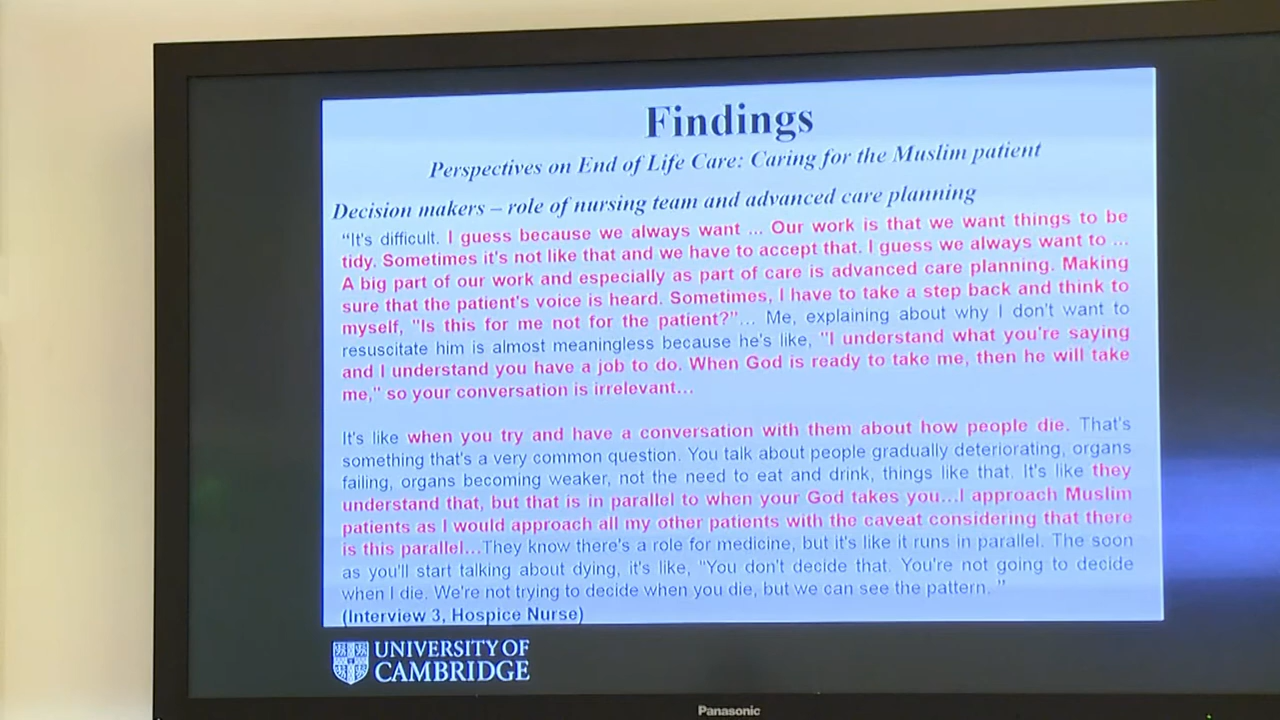 Findings
Perspectives on End of Life Care: Caring for the Muslim patient
Decision makers – role of nursing team and advanced care planning
“It's difficult. I guess because we always want ... Our work is that we want things to be
tidy. Sometimes it's not like that and we have to accept that. I guess we always want to ...
A big part of our work and especially as part of care is advanced care planning. Making
sure that the patient's voice is heard. Sometimes, I have to take a step back and think to
myself, "Is this for me not for the patient?"... Me, explaining about why I don't want to
resuscitate him is almost meaningless because he's like, "I understand what you're saying
and I understand you have a job to do. When God is ready to take me, then he will take
me," so your conversation is irrelevant...
It's like when you try and have a conversation with them about how people die. That's
something that's a very common question. You talk about people gradually deteriorating, organs
failing, organs becoming weaker, not the need to eat and drink, things like that. It's like they
understand that, but that is in parallel to when your God takes you...I approach Muslim
patients as I would approach all my other patients with the caveat considering that there
is this parallel...They know there's a role for medicine, but it's like it runs in parallel. The soon
as you'll start talking about dying, it's like, "You don't decide that. You're not going to decide
when I die. We're not trying to decide when you die, but we can see the pattern. ”
(Interview 3, Hospice Nurse)
UNIVERSITY OF
CAMBRIDGE
Panasonic